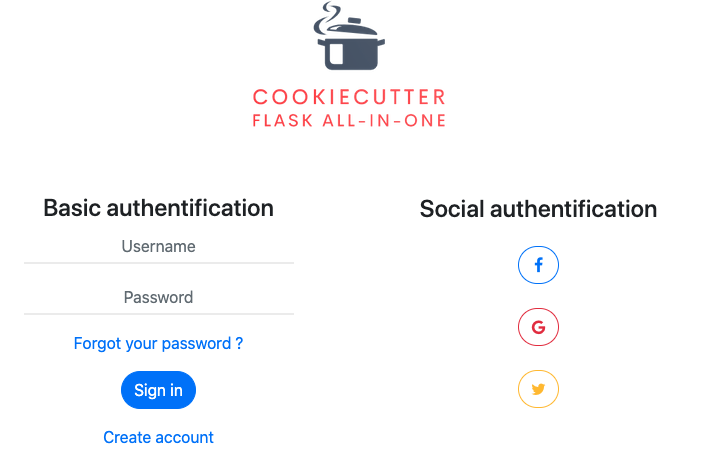 COOKIECUTTER
FLASK ALL-IN-ONE
Basic authentification
Username
Password
Forgot your password ?
Sign in
Create account
Social authentification